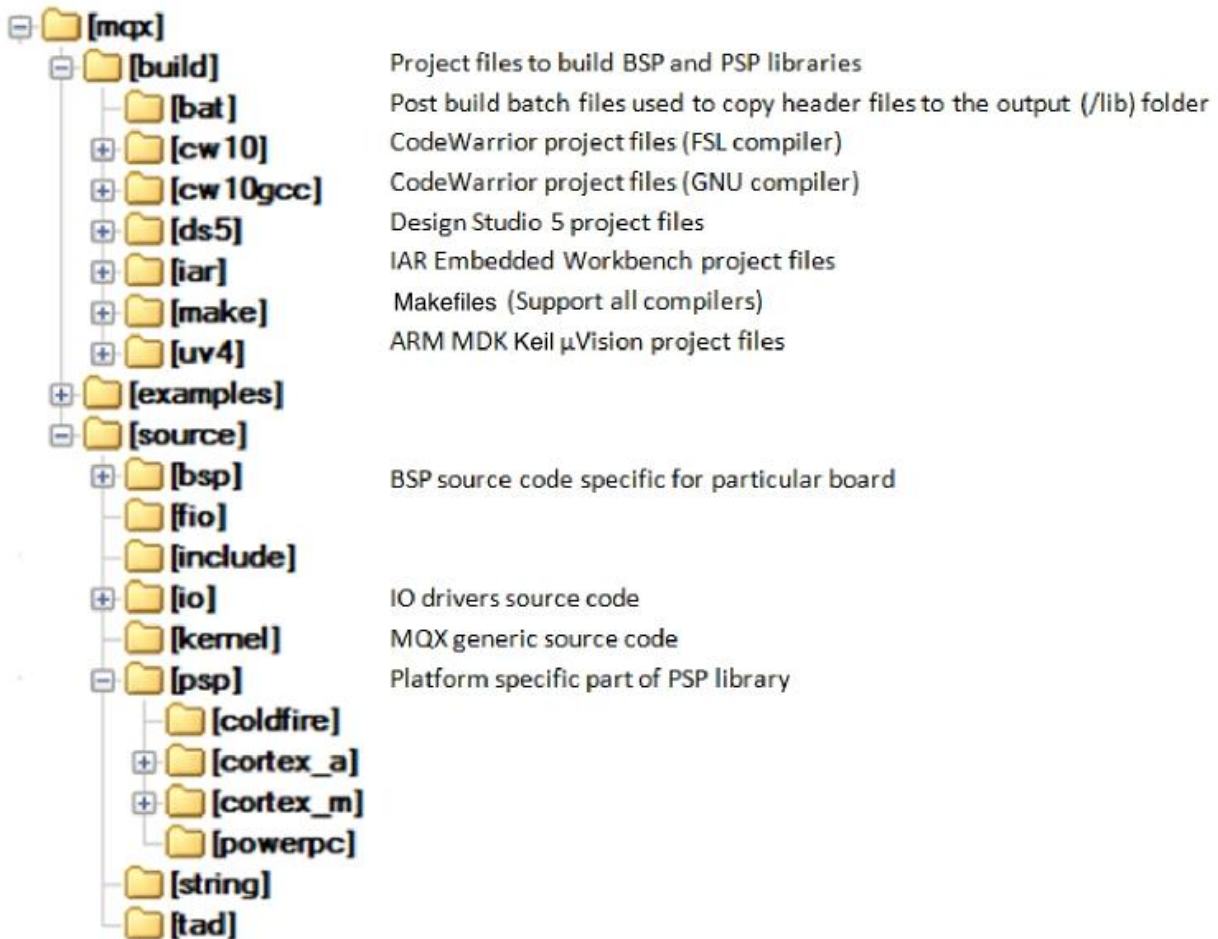 [mqx]
[build] Project files to build BSP and PSP libraries
[bat] Post build batch files used to copy header files to the output (/lib) folder
[cw10] CodeWarrior project files (FSL compiler)
[cw10gcc] CodeWarrior project files (GNU compiler)
[ds5] Design Studio 5 project files
[iar] IAR Embedded Workbench project files
[make] Makefiles (Support all compilers)
[uv4] ARM MDK Keil µVision project files
[examples]
[source]
[bsp] BSP source code specific for particular board
[fio]
[include]
[io] IO drivers source code
[kernel] MQX generic source code
[psp] Platform specific part of PSP library
[coldfire]
[cortex_a]
[cortex_m]
[powerpc]
[string]
[tad]